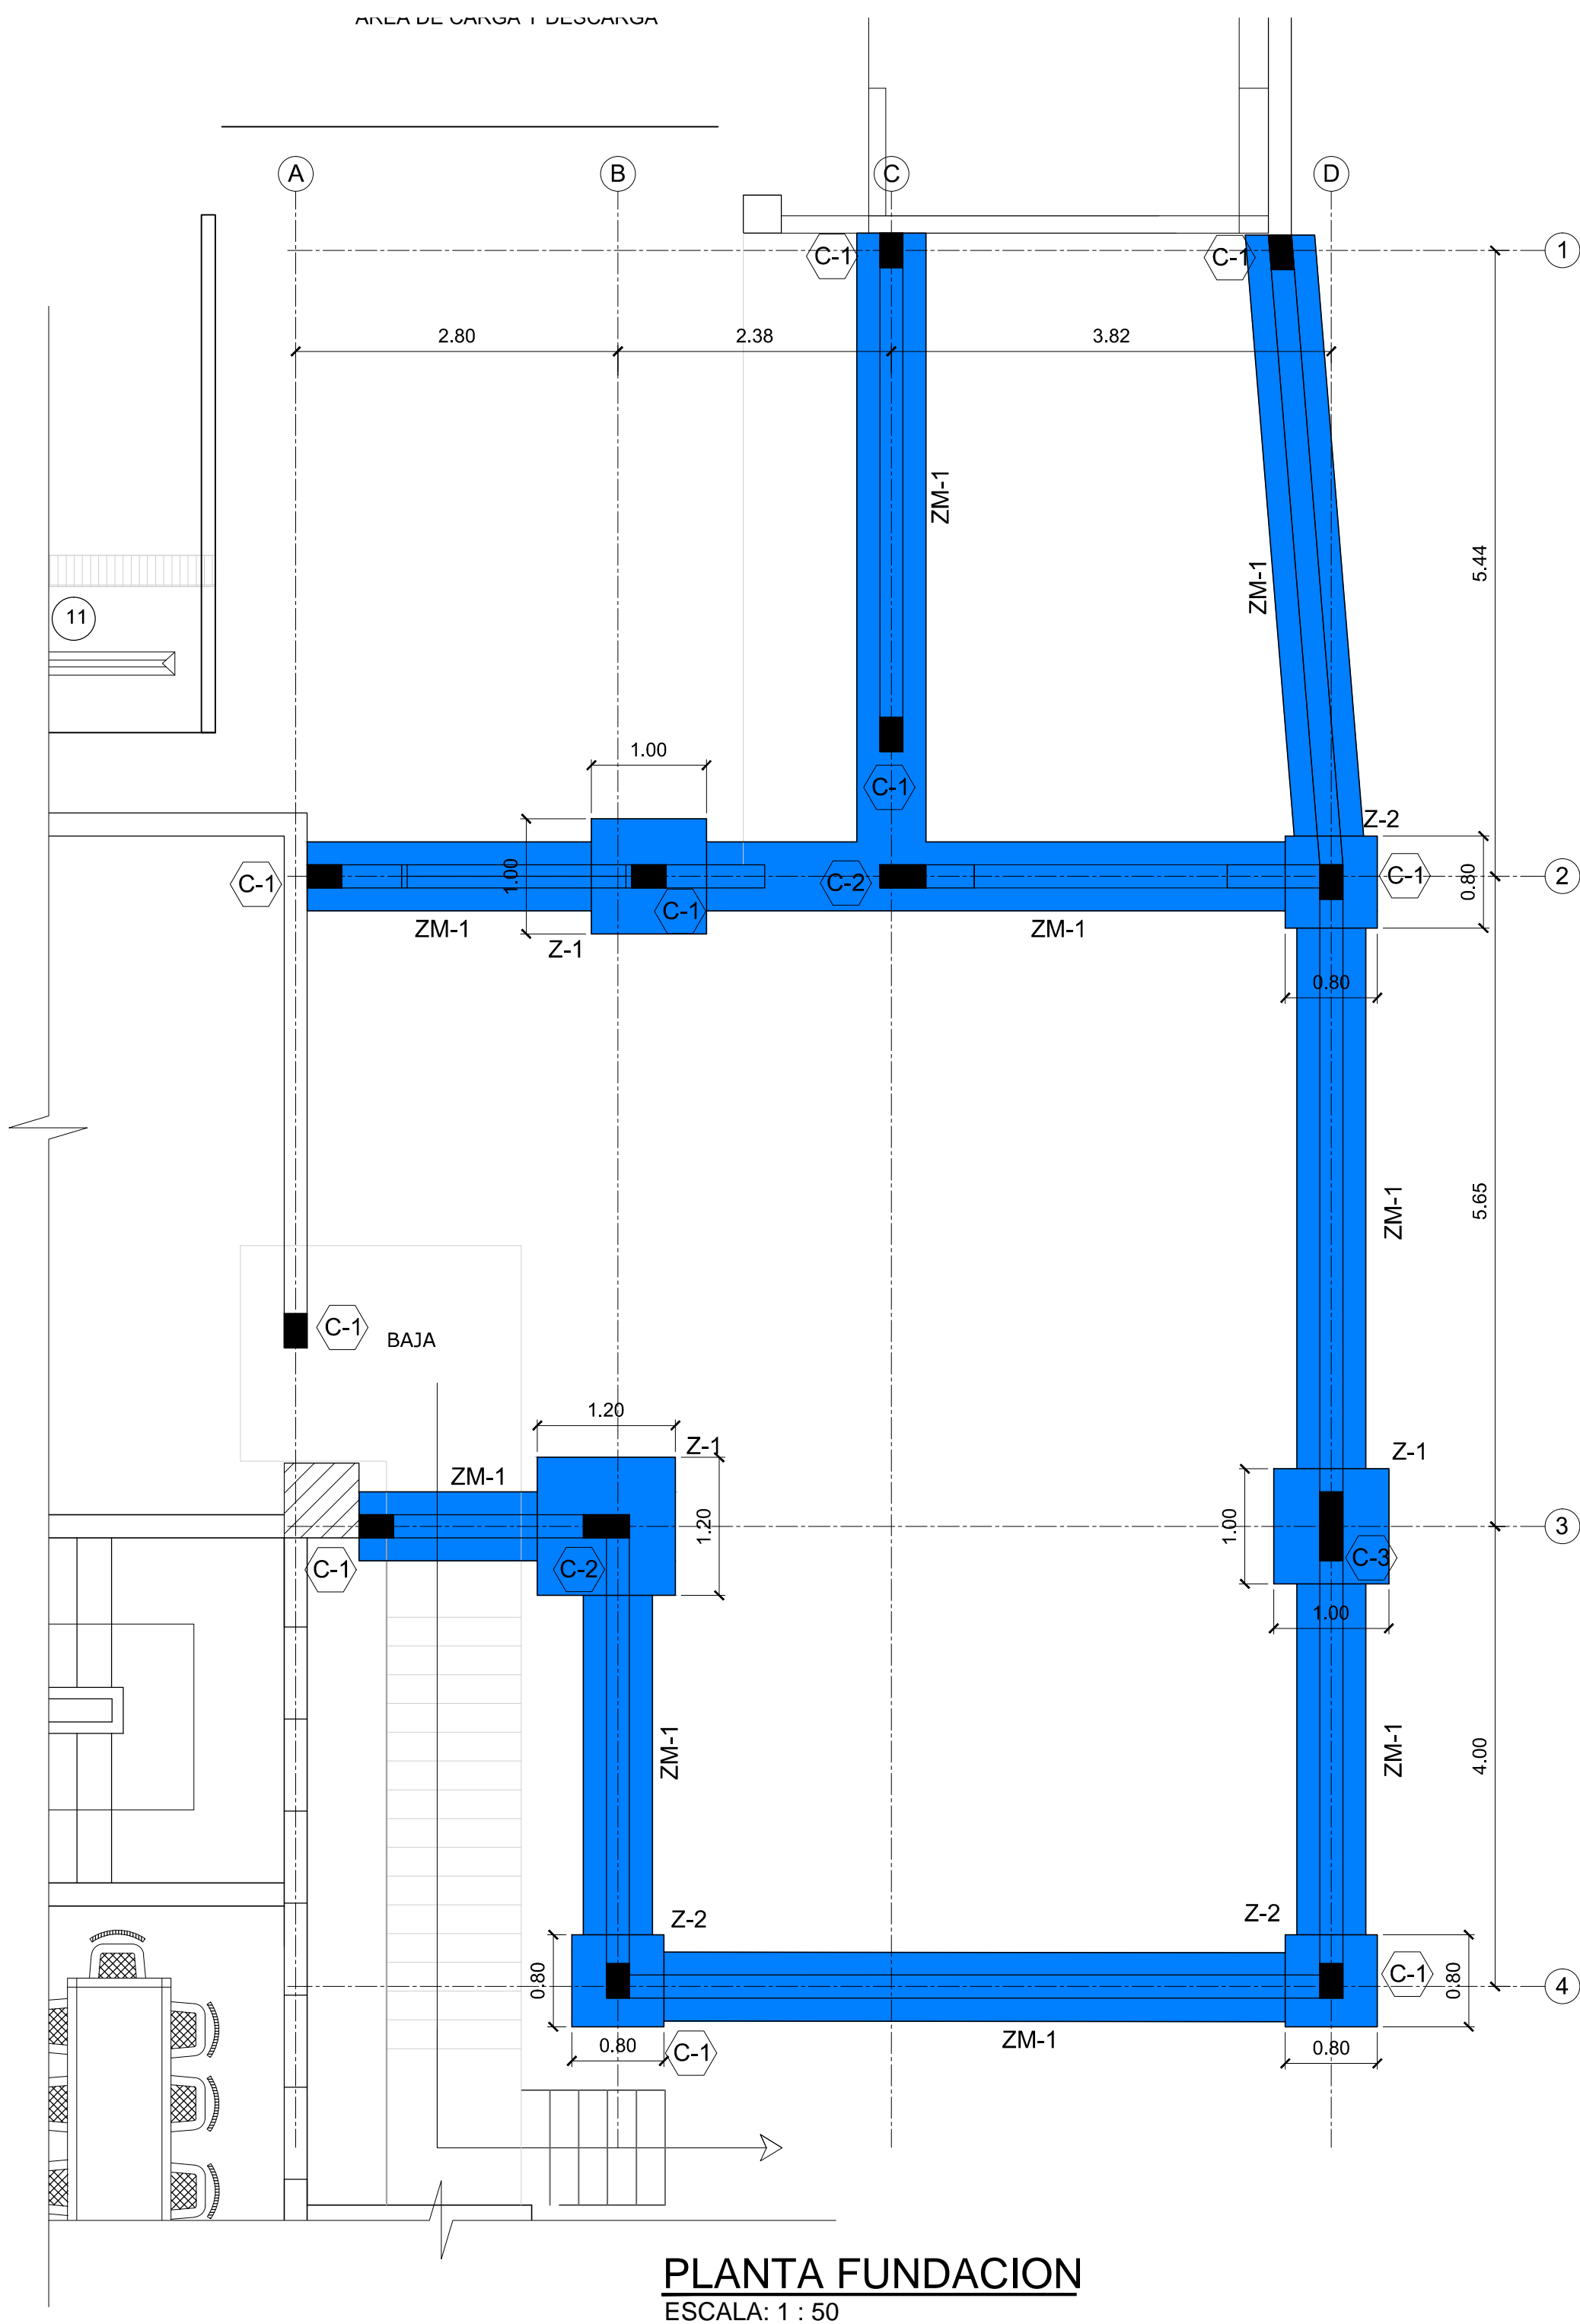 AREA DE CARGA Y DESCARGA
A
B
C
D
C-1
C-1
1
2.80
2.38
3.82
ZM-1
5.44
ZM-1
11
1.00
C-1
Z-2
1.00
C-1
C-2
C-1
0.80
2
C-1
ZM-1
Z-1
ZM-1
0.80
ZM-1
5.65
C-1
BAJA
1.20
Z-1
Z-1
ZM-1
1.20
1.00
3
C-1
C-2
C-3
1.00
ZM-1
ZM-1
4.00
Z-2
Z-2
0.80
C-1
0.80
4
0.80
C-1
ZM-1
0.80
PLANTA FUNDACION
ESCALA: 1 : 50